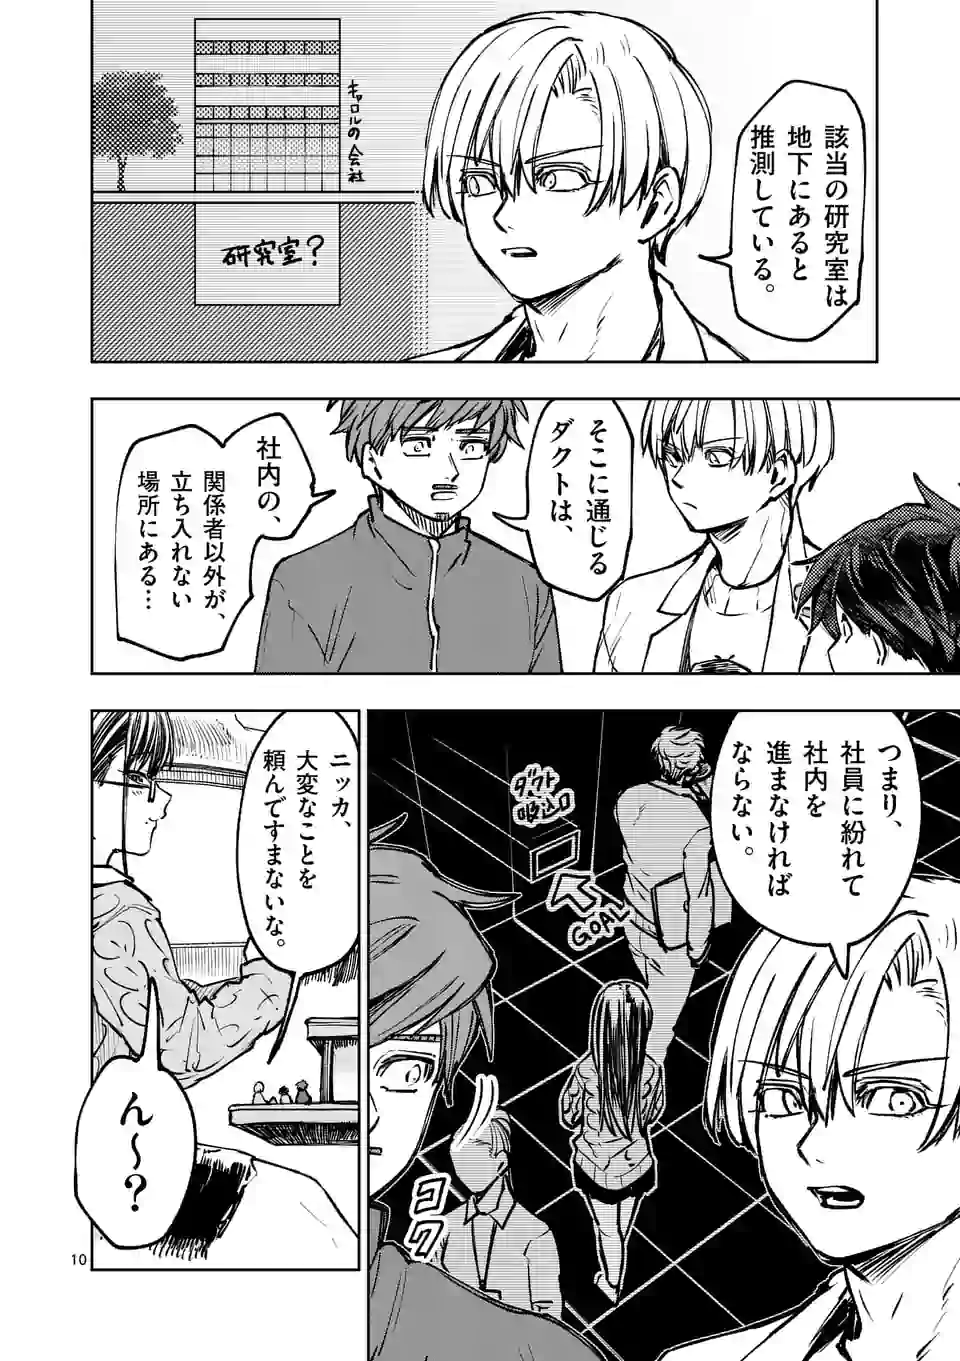 該当の研究室は
地下にあると
推測している。
キャロルの会社
研究室？
そこに通じる
ダクトは、
社内の、
関係者以外が
立ち入れない
場所にある…
つまり、
社員に紛れて
社内を
進まなければ
ならない。
ダクト
吸込口
GOAL
コク
ニッカ、
大変なことを
頼んですまないな。
ん～？
10